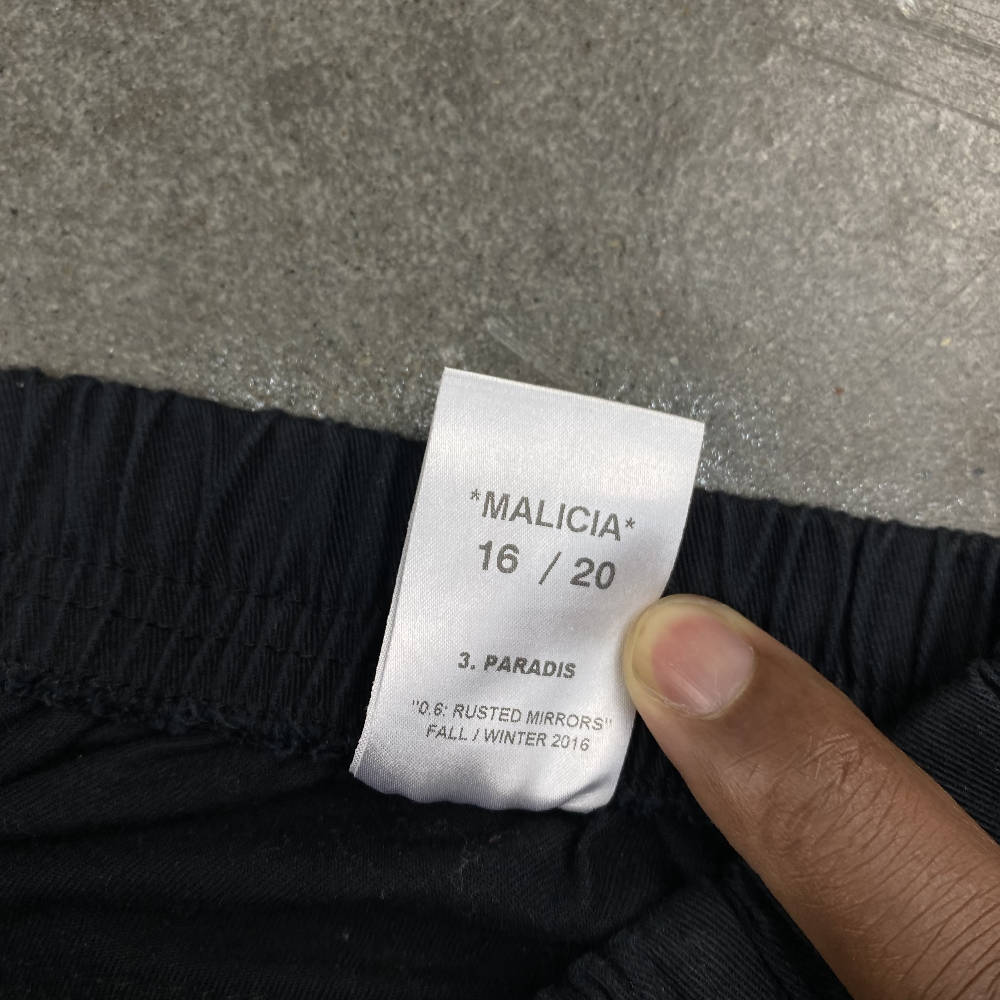 *MALICIA*
16 / 20
3. PARADIS
"0.6: RUSTED MIRRORS"
FALL / WINTER 2016